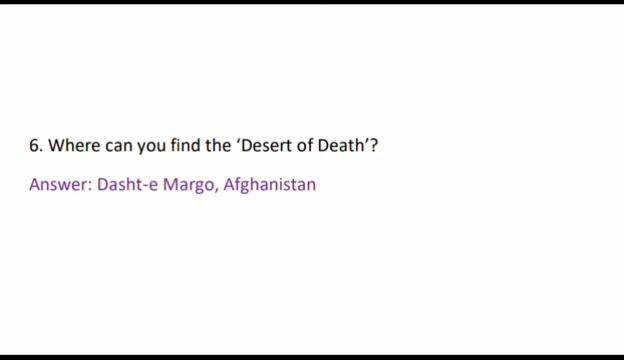 6. Where can you find the ‘Desert of Death’?
Answer: Dasht-e Margo, Afghanistan